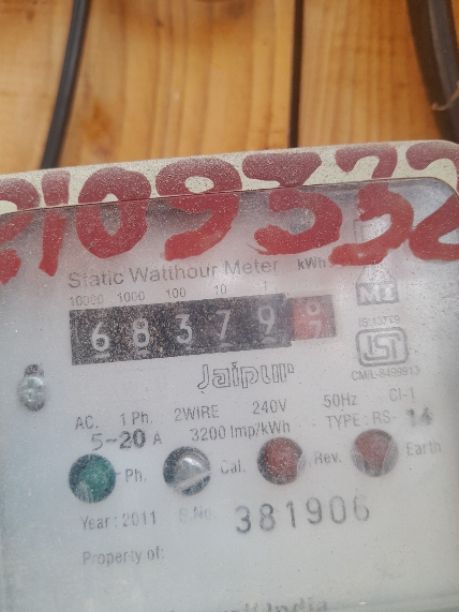 2109332
Static Watthour Meter kWh
10000 1000 100 10 1
6 8 3 7 9
Jaipur
IS:13779
ISI
CM/L-8499913
AC. 1 Ph. 2WIRE 240V 50Hz Cl-1
5-20 A 3200 Imp/kWh TYPE : RS- 14
Ph. Cal. Rev. Earth
Year : 2011 S.No. 381906
Property of: